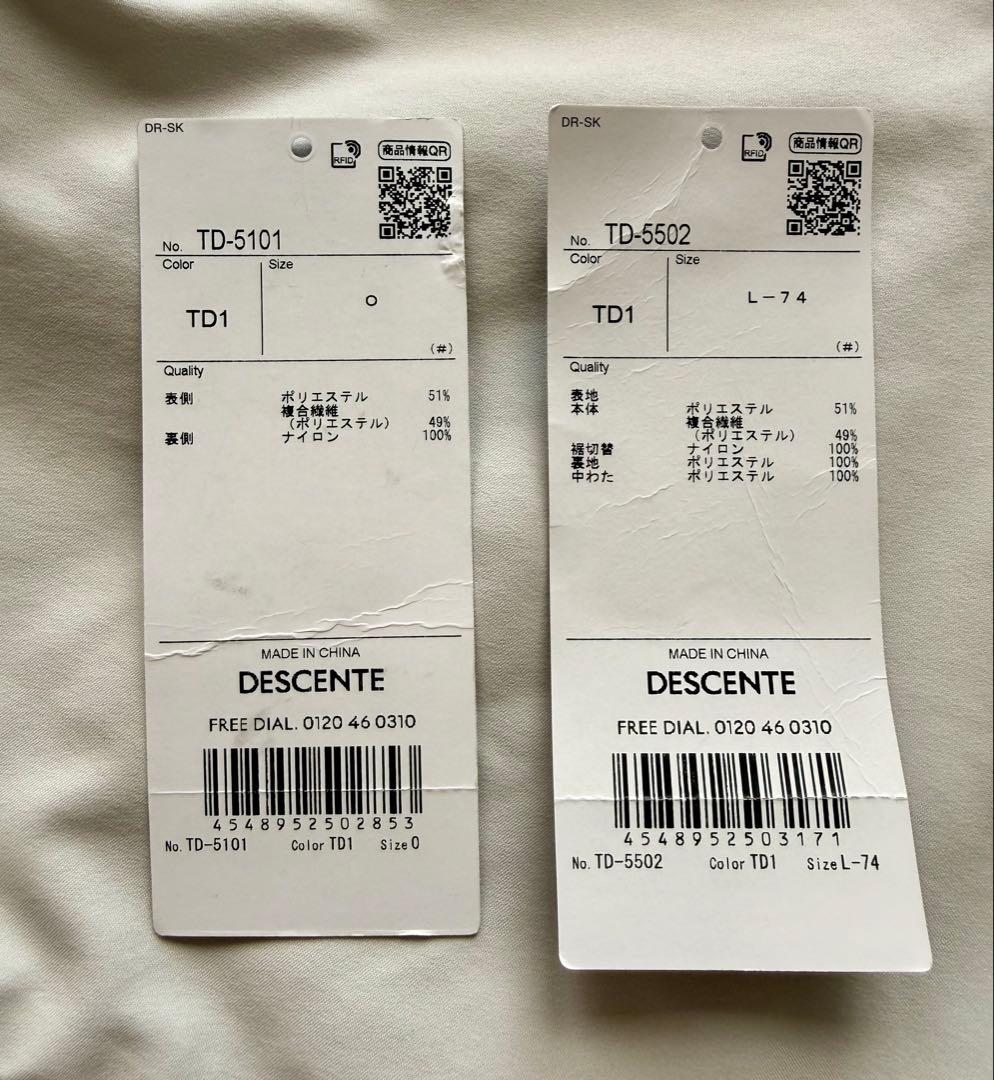 DR-SK
RFID
商品情報QR
No. TD-5101
Color Size
TD1 O
(#)
Quality
表側 ポリエステル 51%
複合繊維
(ポリエステル) 49%
裏側 ナイロン 100%
MADE IN CHINA
DESCENTE
FREE DIAL. 0120 46 0310
4548952502853
No. TD-5101 Color TD1 Size O
DR-SK
RFID
商品情報QR
No. TD-5502
Color Size
TD1 L-74
(#)
Quality
表地
本体 ポリエステル 51%
複合繊維
(ポリエステル) 49%
裾切替 ナイロン 100%
裏地 ポリエステル 100%
中わた ポリエステル 100%
MADE IN CHINA
DESCENTE
FREE DIAL. 0120 46 0310
4548952503171
No. TD-5502 Color TD1 Size L-74